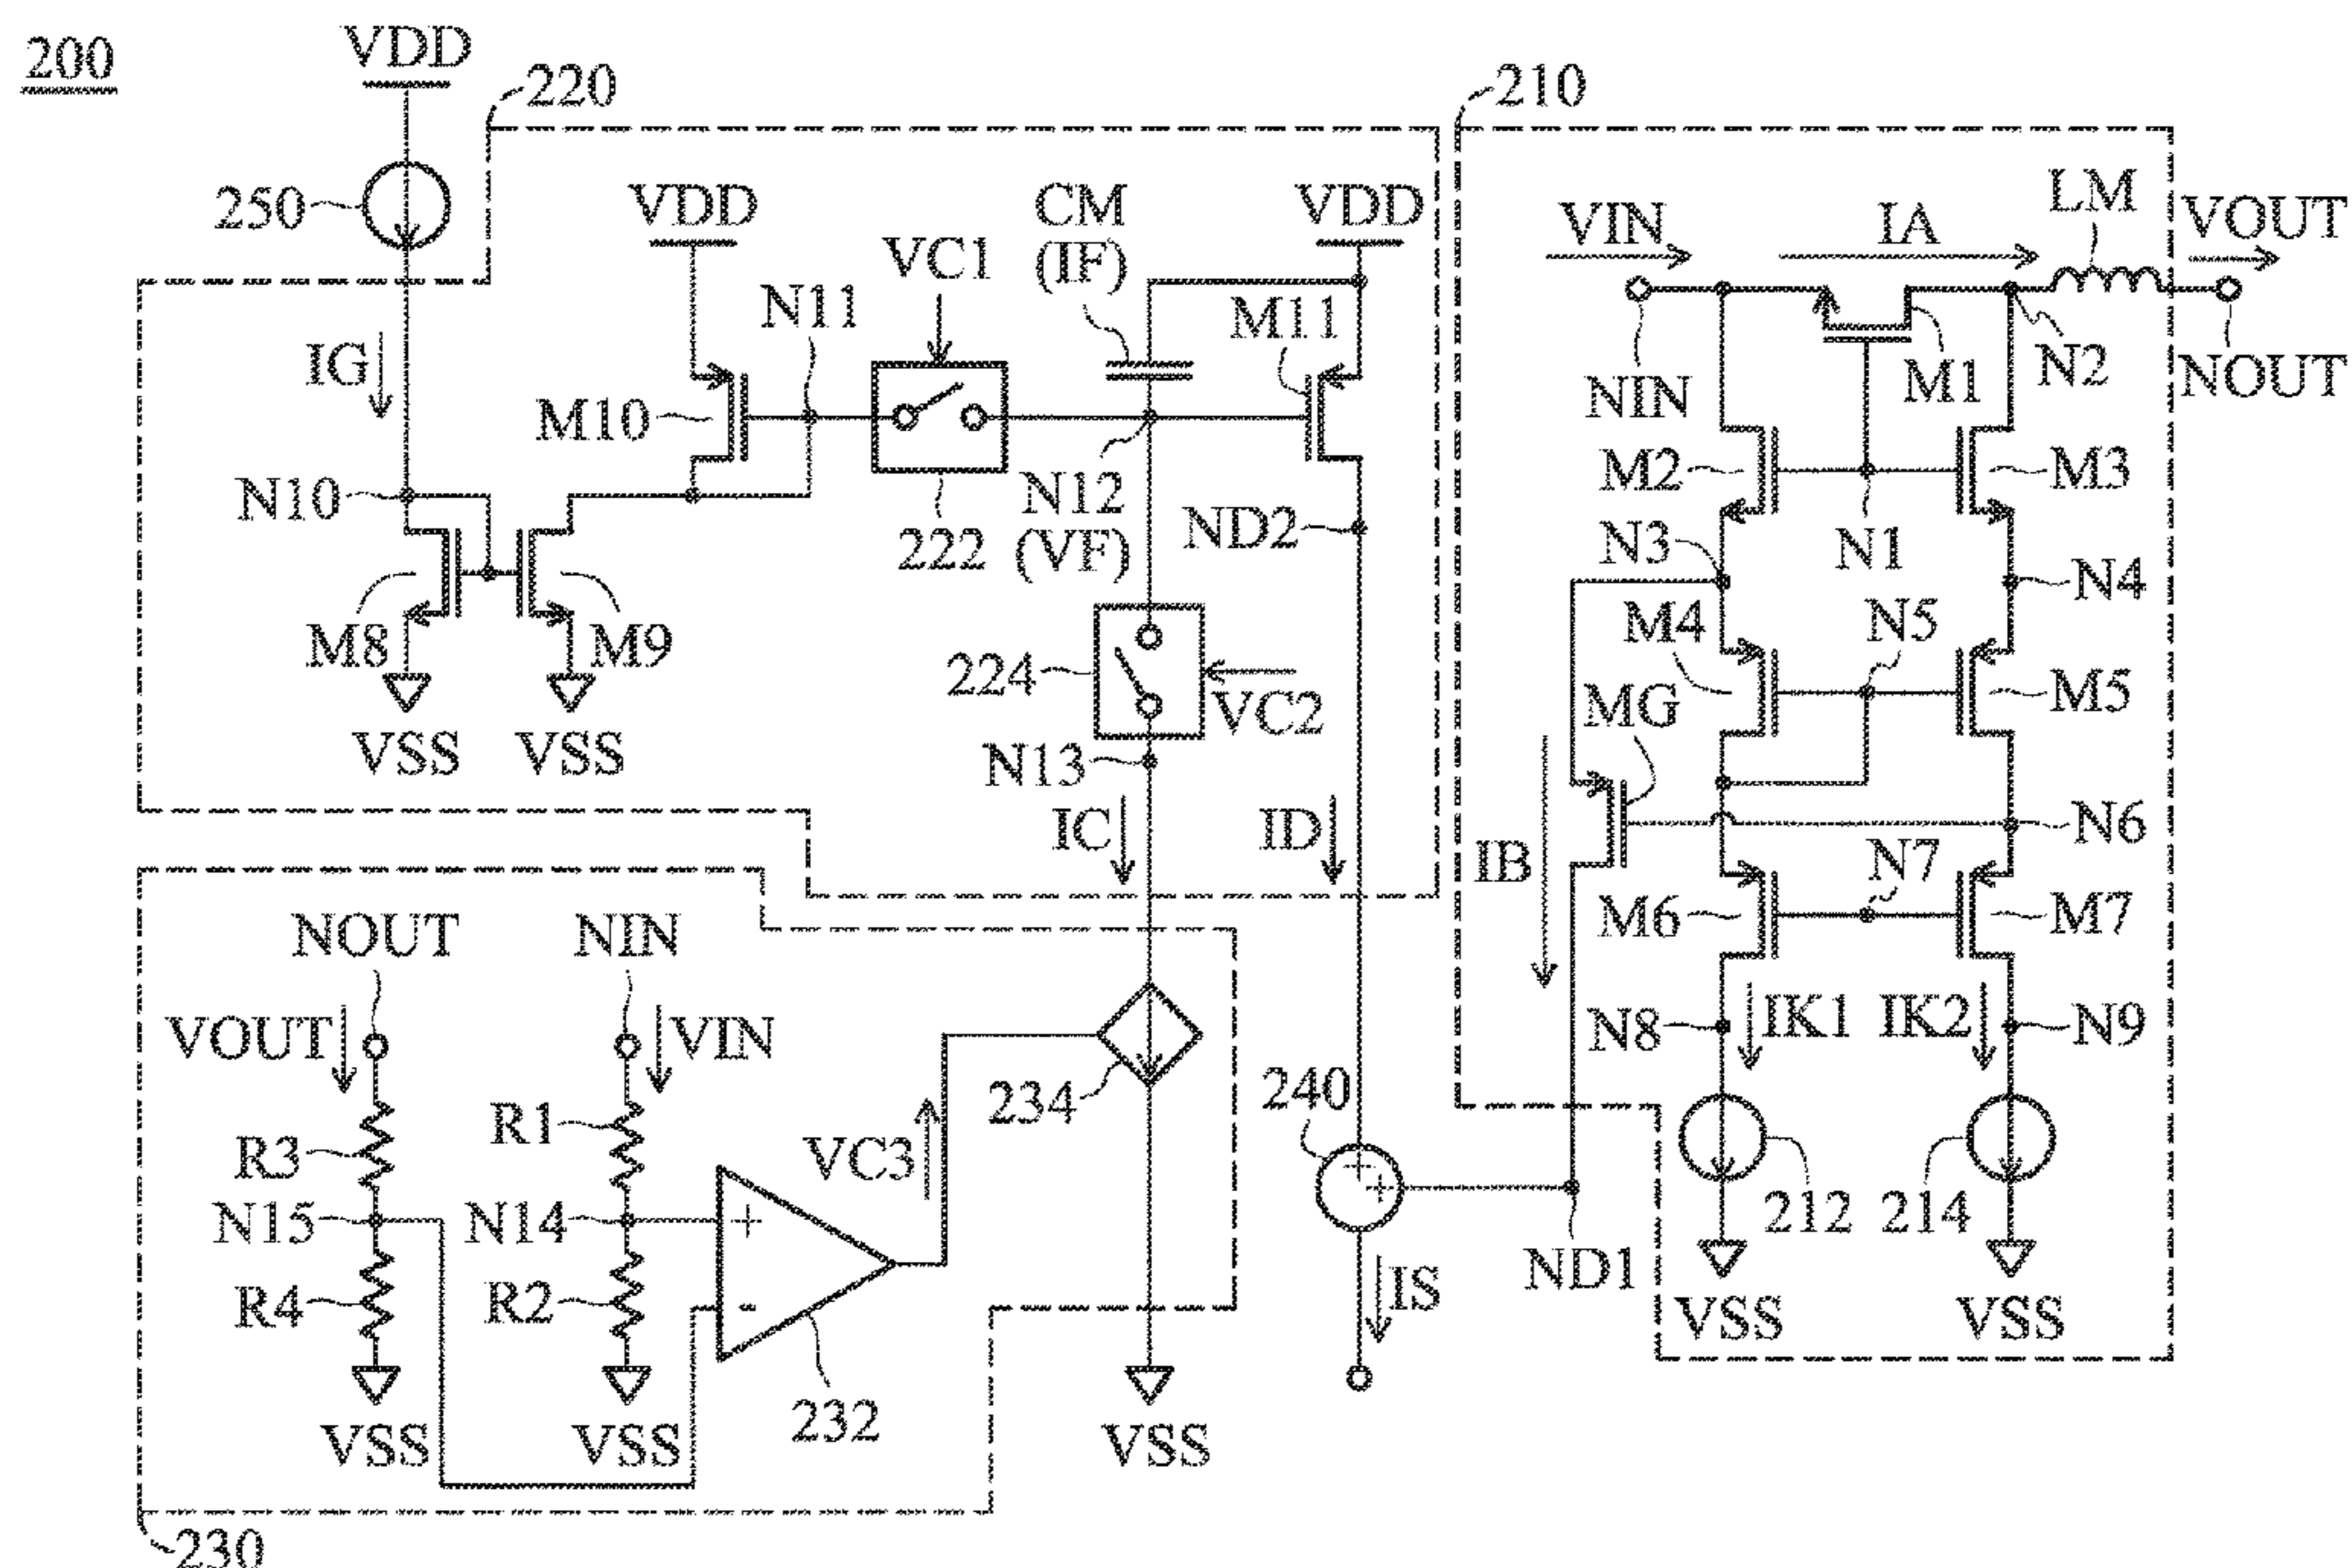 200
VDD
220
210
250
VDD
CM
(IF)
VDD
VIN
IA
LM
VOUT
VC1
N11
M11
IG
M10
NIN
M1
N2
NOUT
N10
N12
(VF)
222
ND2
M2
M3
N3
N1
N4
M8
M9
M4
N5
224
VC2
MG
M5
VSS
VSS
N13
IC
ID
IB
N7
N6
NOUT
NIN
M6
M7
VOUT
VIN
N8
IK1
IK2
N9
234
240
R3
R1
VC3
+
+
N15
N14
+
212
214
R4
R2
-
IS
ND1
VSS
VSS
VSS
VSS
232
VSS
230